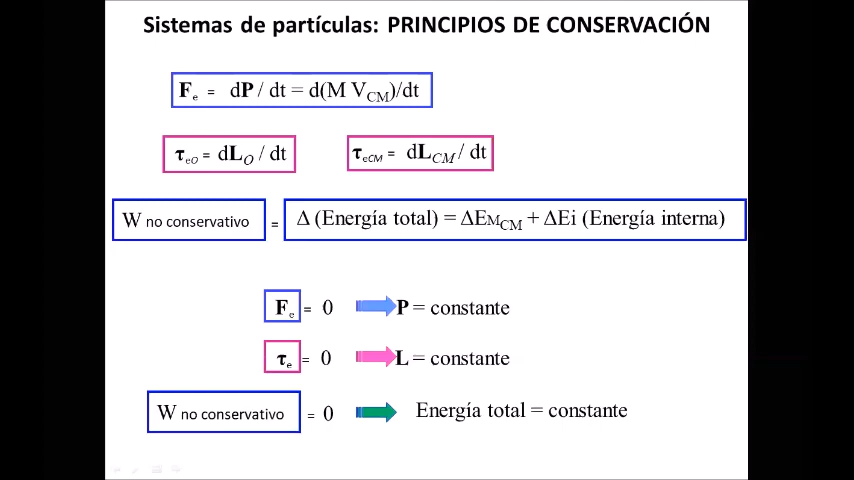 Sistemas de partículas: PRINCIPIOS DE CONSERVACIÓN
Fe = dP / dt = d(M VCM)/dt
τeO = dLO / dt τeCM = dLCM / dt
W no conservativo = Δ (Energía total) = ΔEMCM + ΔEi (Energía interna)
Fe = 0 P = constante
τe = 0 L = constante
W no conservativo = 0 Energía total = constante